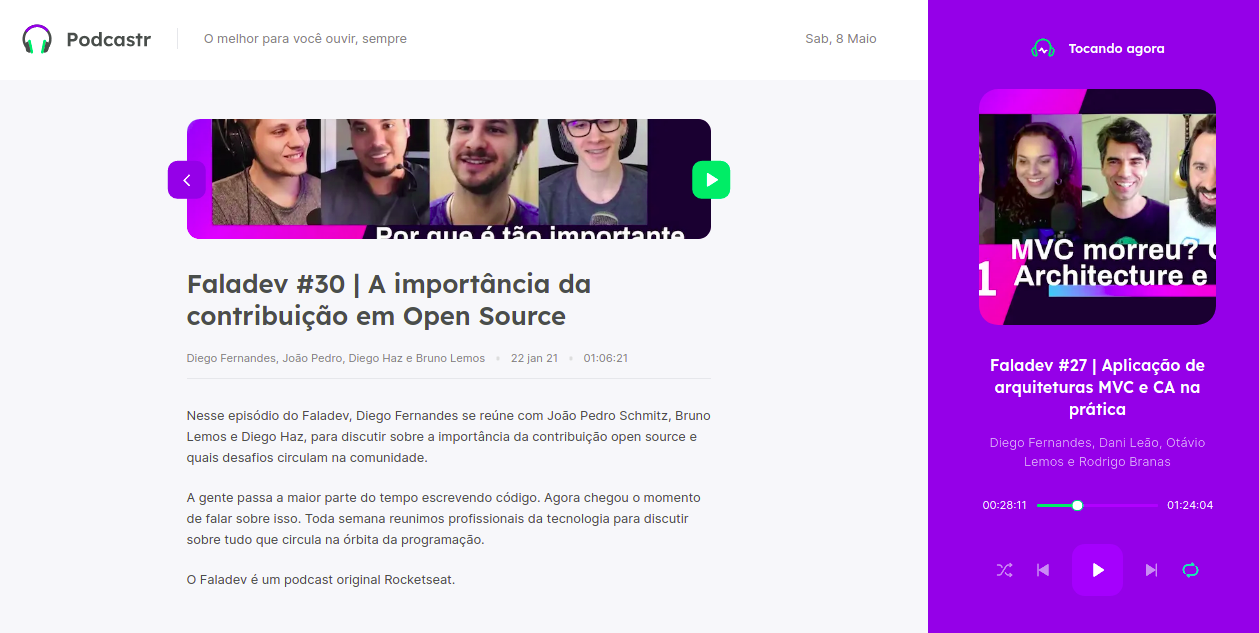 Podcastr
O melhor para você ouvir, sempre
Sab, 8 Maio
Por que é tão importante
Faladev #30 | A importância da
contribuição em Open Source
Diego Fernandes, João Pedro, Diego Haz e Bruno Lemos • 22 jan 21 • 01:06:21
Nesse episódio do Faladev, Diego Fernandes se reúne com João Pedro Schmitz, Bruno
Lemos e Diego Haz, para discutir sobre a importância da contribuição open source e
quais desafios circulam na comunidade.
A gente passa a maior parte do tempo escrevendo código. Agora chegou o momento
de falar sobre isso. Toda semana reunimos profissionais da tecnologia para discutir
sobre tudo que circula na órbita da programação.
O Faladev é um podcast original Rocketseat.
Tocando agora
MVC morreu?
1 Architecture e
Faladev #27 | Aplicação de
arquiteturas MVC e CA na
prática
Diego Fernandes, Dani Leão, Otávio
Lemos e Rodrigo Branas
00:28:11
01:24:04